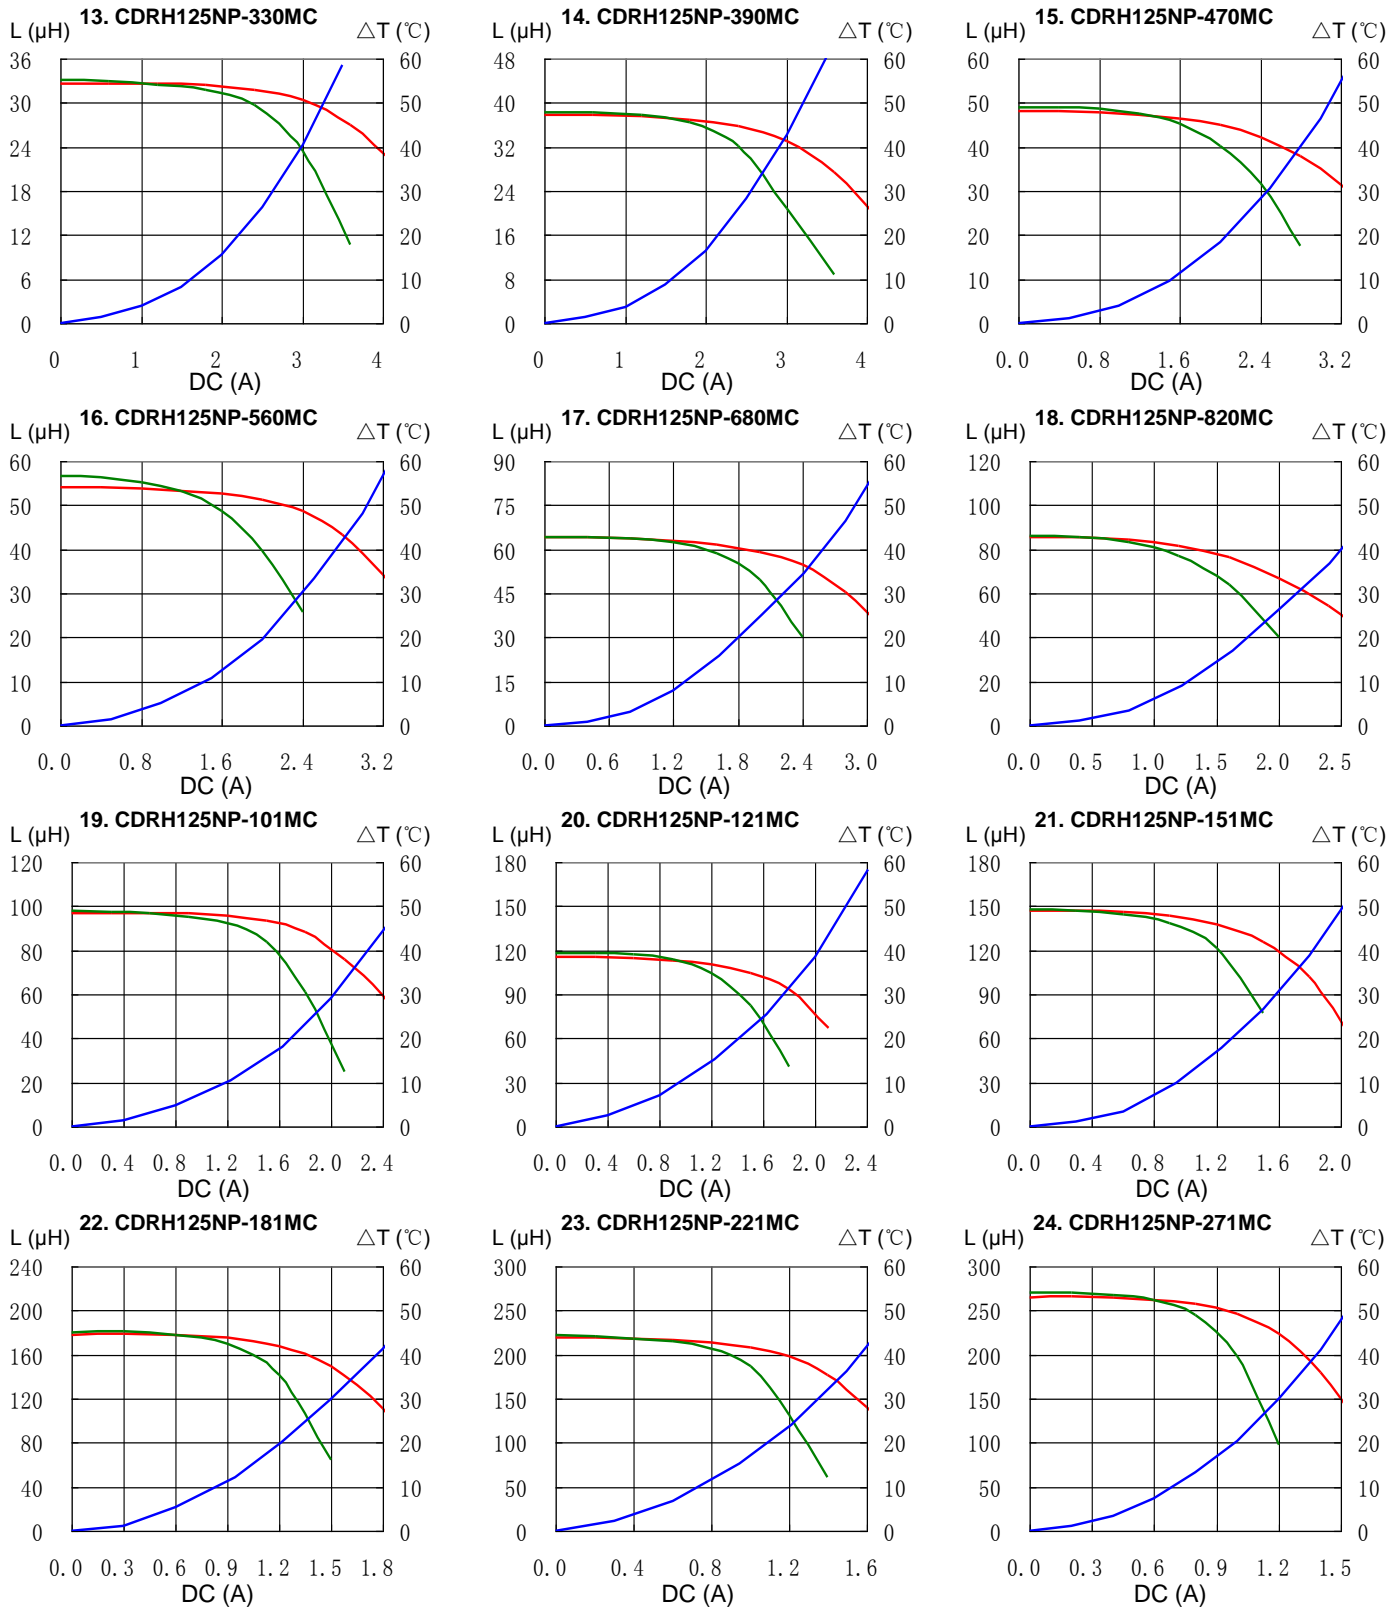 13. CDRH125NP-330MC
L (μH) △T (℃)
36 60
30 50
24 40
18 30
12 20
6 10
0 0
0 1 2 3 4
DC (A)
14. CDRH125NP-390MC
L (μH) △T (℃)
48 60
40 50
32 40
24 30
16 20
8 10
0 0
0 1 2 3 4
DC (A)
15. CDRH125NP-470MC
L (μH) △T (℃)
60 60
50 50
40 40
30 30
20 20
10 10
0 0
0.0 0.8 1.6 2.4 3.2
DC (A)
16. CDRH125NP-560MC
L (μH) △T (℃)
60 60
50 50
40 40
30 30
20 20
10 10
0 0
0.0 0.8 1.6 2.4 3.2
DC (A)
17. CDRH125NP-680MC
L (μH) △T (℃)
90 60
75 50
60 40
45 30
30 20
15 10
0 0
0.0 0.6 1.2 1.8 2.4 3.0
DC (A)
18. CDRH125NP-820MC
L (μH) △T (℃)
120 60
100 50
80 40
60 30
40 20
20 10
0 0
0.0 0.5 1.0 1.5 2.0 2.5
DC (A)
19. CDRH125NP-101MC
L (μH) △T (℃)
120 60
100 50
80 40
60 30
40 20
20 10
0 0
0.0 0.4 0.8 1.2 1.6 2.0 2.4
DC (A)
20. CDRH125NP-121MC
L (μH) △T (℃)
180 60
150 50
120 40
90 30
60 20
30 10
0 0
0.0 0.4 0.8 1.2 1.6 2.0 2.4
DC (A)
21. CDRH125NP-151MC
L (μH) △T (℃)
180 60
150 50
120 40
90 30
60 20
30 10
0 0
0.0 0.4 0.8 1.2 1.6 2.0
DC (A)
22. CDRH125NP-181MC
L (μH) △T (℃)
240 60
200 50
160 40
120 30
80 20
40 10
0 0
0.0 0.3 0.6 0.9 1.2 1.5 1.8
DC (A)
23. CDRH125NP-221MC
L (μH) △T (℃)
300 60
250 50
200 40
150 30
100 20
50 10
0 0
0.0 0.4 0.8 1.2 1.6
DC (A)
24. CDRH125NP-271MC
L (μH) △T (℃)
300 60
250 50
200 40
150 30
100 20
50 10
0 0
0.0 0.3 0.6 0.9 1.2 1.5
DC (A)